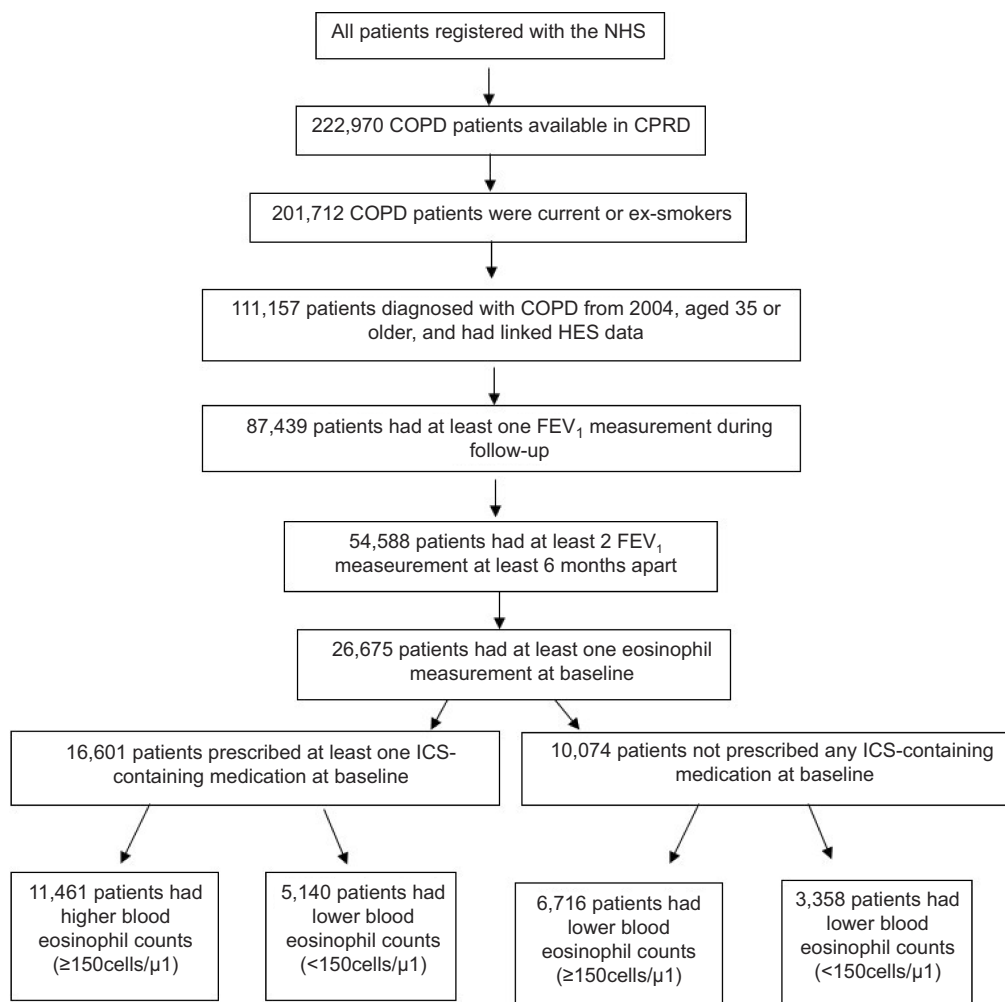 All patients registered with the NHS
222,970 COPD patients available in CPRD
201,712 COPD patients were current or ex-smokers
111,157 patients diagnosed with COPD from 2004, aged 35 or
older, and had linked HES data
87,439 patients had at least one FEV₁ measurement during
follow-up
54,588 patients had at least 2 FEV₁
measeurement at least 6 months apart
26,675 patients had at least one eosinophil
measurement at baseline
16,601 patients prescribed at least one ICS-
containing medication at baseline
10,074 patients not prescribed any ICS-containing
medication at baseline
11,461 patients had
higher blood
eosinophil counts
(≥150cells/µ1)
5,140 patients had
lower blood
eosinophil counts
(<150cells/µ1)
6,716 patients had
lower blood
eosinophil counts
(≥150cells/µ1)
3,358 patients had
lower blood
eosinophil counts
(<150cells/µ1)